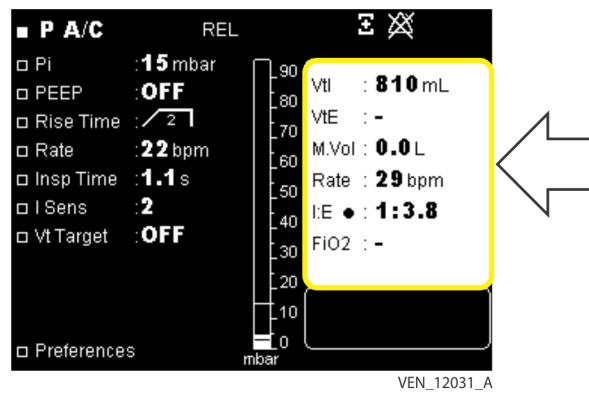 P A/C REL
Pi :15 mbar
PEEP :OFF
Rise Time : 2
Rate :22 bpm
Insp Time :1.1 s
I Sens :2
Vt Target :OFF
Preferences
90
80
70
60
50
40
30
20
10
0
mbar
VtI : 810 mL
VtE : -
M.Vol : 0.0 L
Rate : 29 bpm
I:E ● : 1:3.8
FiO2 : -
VEN_12031_A